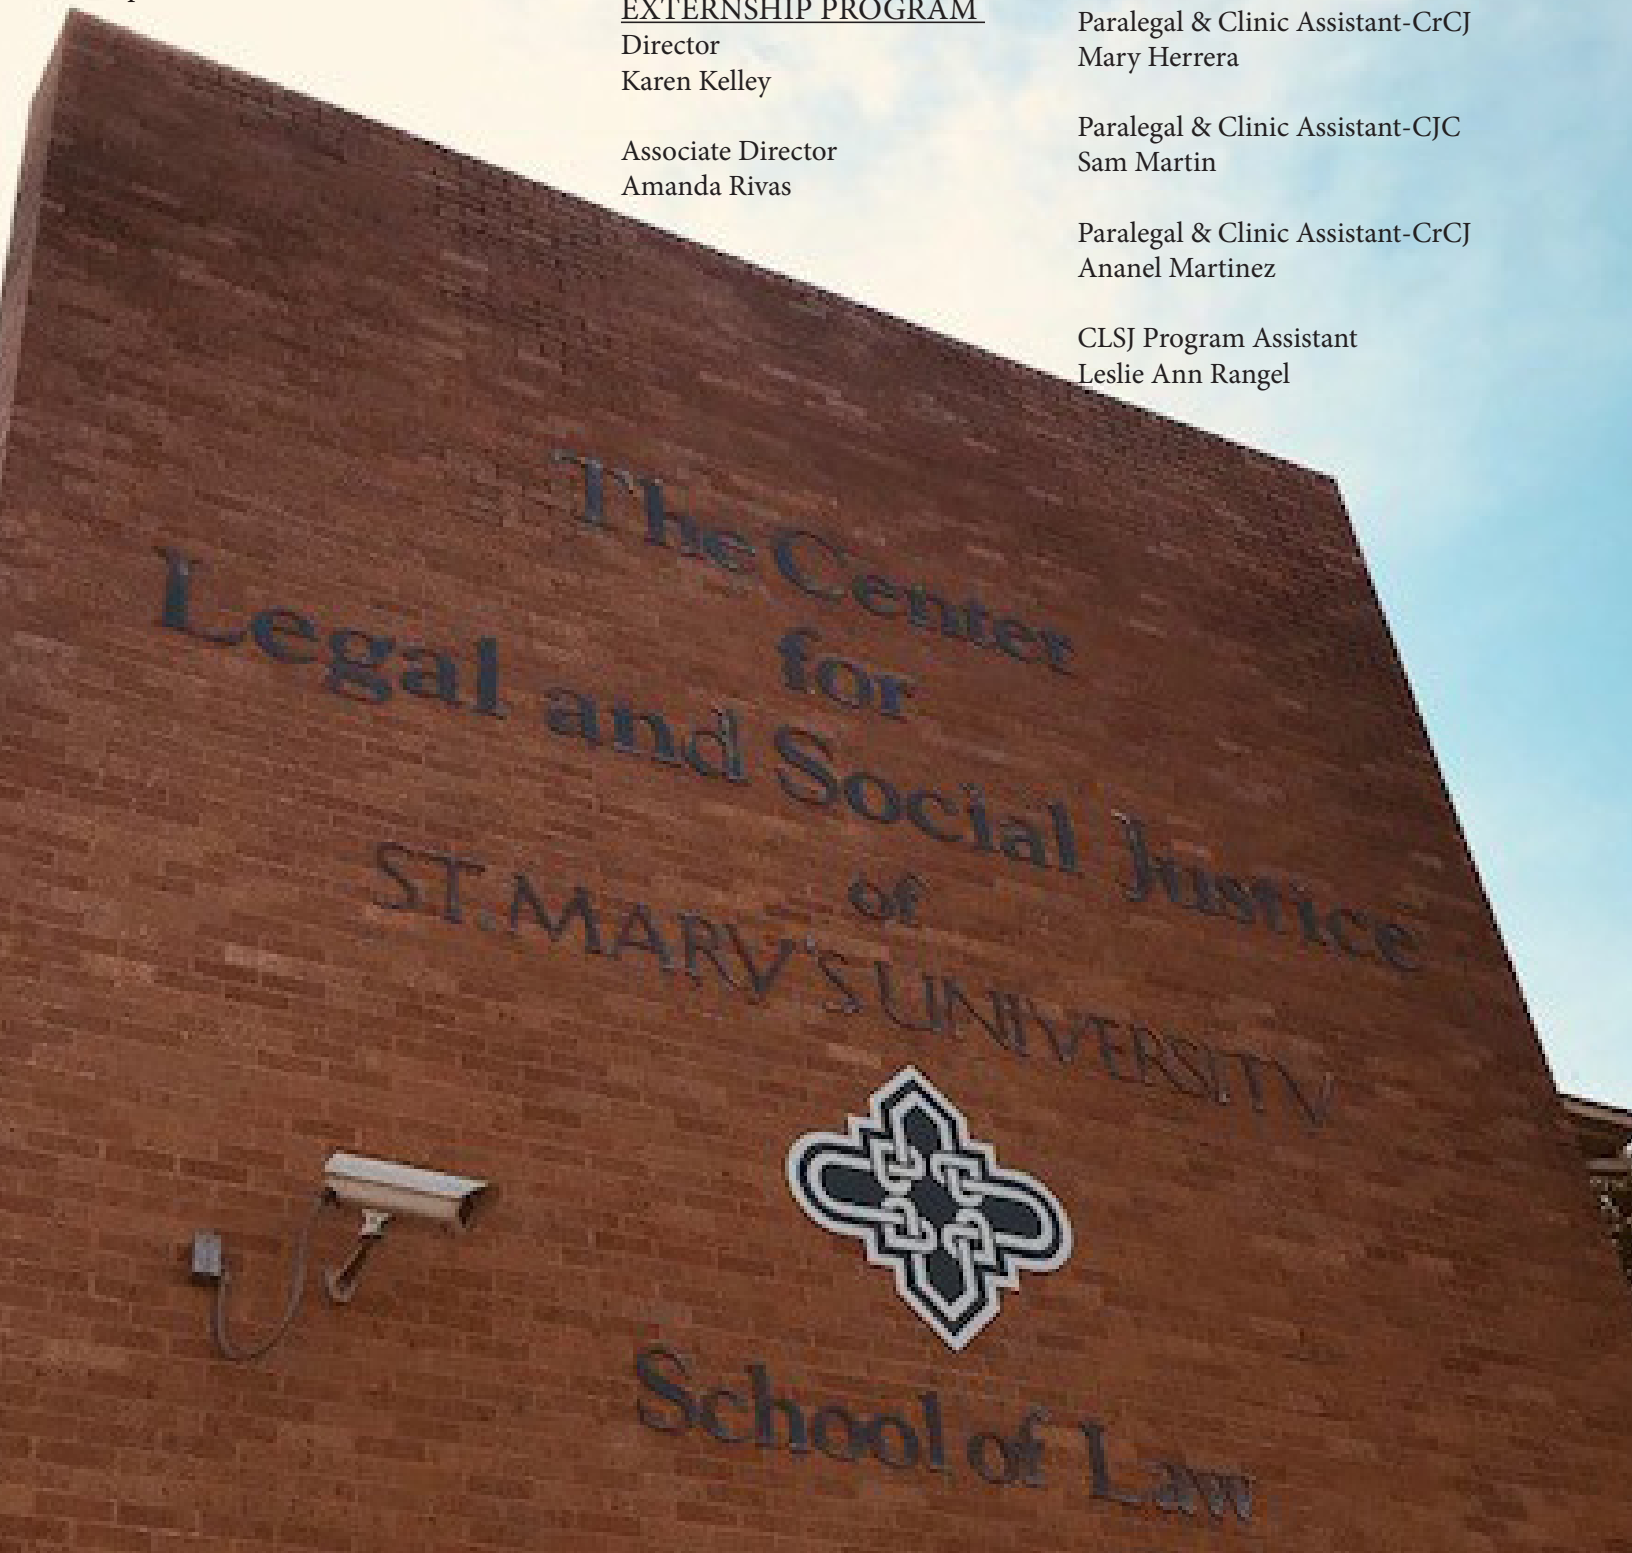 EXTERNSHIP PROGRAM
Director
Karen Kelley
Associate Director
Amanda Rivas
Paralegal & Clinic Assistant-CrCJ
Mary Herrera
Paralegal & Clinic Assistant-CJC
Sam Martin
Paralegal & Clinic Assistant-CrCJ
Ananel Martinez
CLSJ Program Assistant
Leslie Ann Rangel
The Center
for
Legal and Social Justice
of
ST. MARY'S UNIVERSITY
School of Law